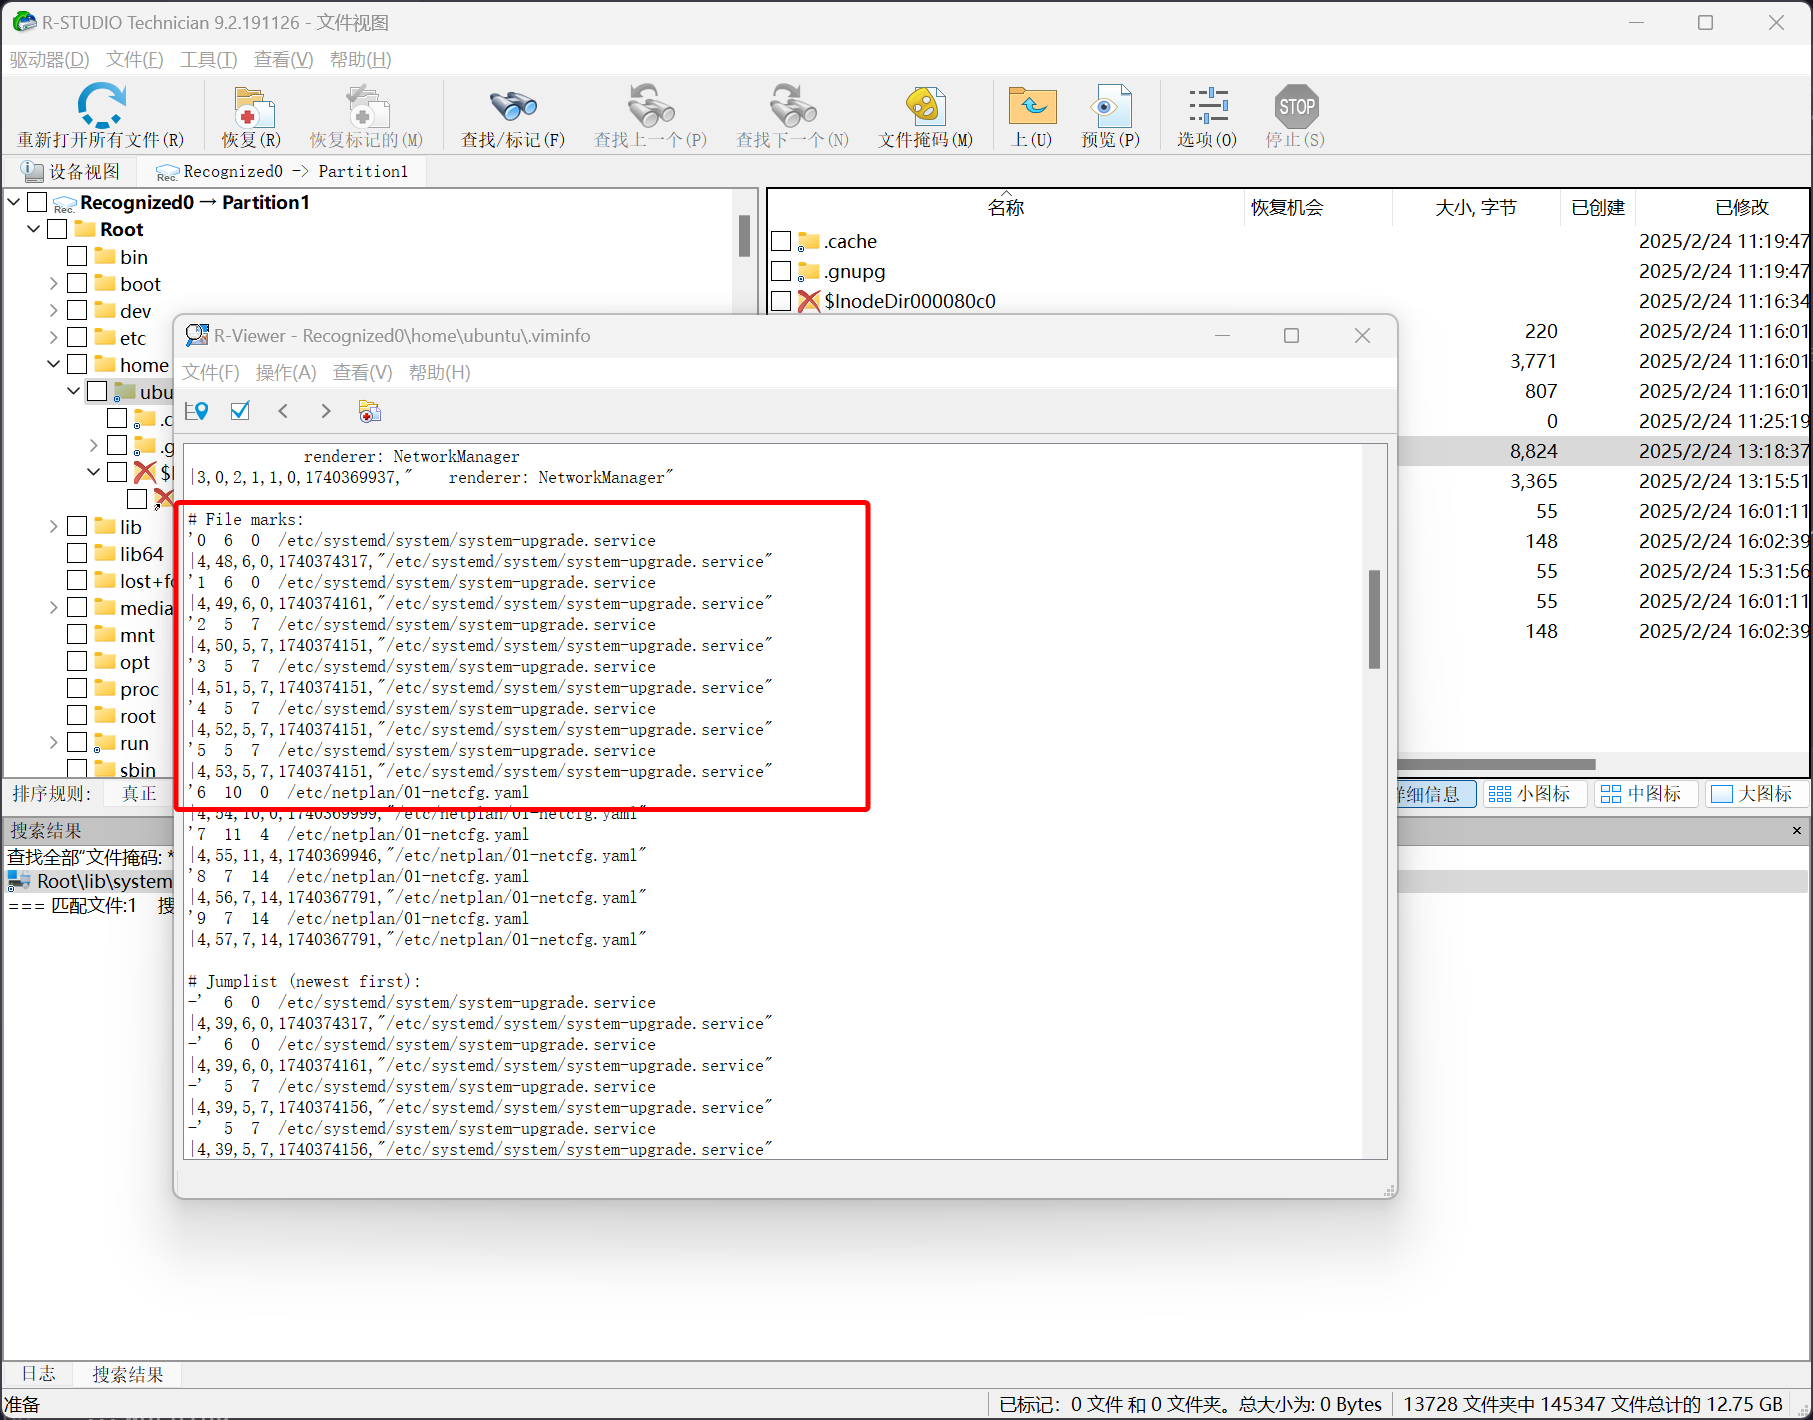 R-STUDIO Technician 9.2.191126 - 文件视图
驱动器(D) 文件(F) 工具(T) 查看(V) 帮助(H)
重新打开所有文件(R) 恢复(R) 恢复标记的(M) 查找/标记(F) 查找上一个(P) 查找下一个(N) 文件掩码(M) 上(U) 预览(P) 选项(O) STOP 停止(S)
设备视图 Rec. Recognized0 -> Partition1
Rec. Recognized0 → Partition1
Root
bin
boot
dev
etc
home
ubu
.c
.g
$I
lib
lib64
lost+fo
media
mnt
opt
proc
root
run
sbin
名称 恢复机会 大小, 字节 已创建 已修改
.cache 2025/2/24 11:19:47
.gnupg 2025/2/24 11:19:47
$InodeDir000080c0 2025/2/24 11:16:34
220 2025/2/24 11:16:01
3,771 2025/2/24 11:16:01
807 2025/2/24 11:16:01
0 2025/2/24 11:25:19
8,824 2025/2/24 13:18:37
3,365 2025/2/24 13:15:51
55 2025/2/24 16:01:11
148 2025/2/24 16:02:39
55 2025/2/24 15:31:56
55 2025/2/24 16:01:11
148 2025/2/24 16:02:39
R-Viewer - Recognized0\home\ubuntu\.viminfo
文件(F) 操作(A) 查看(V) 帮助(H)
renderer: NetworkManager
|3,0,2,1,1,0,1740369937,"    renderer: NetworkManager"
# File marks:
'0  6  0  /etc/systemd/system/system-upgrade.service
|4,48,6,0,1740374317,"/etc/systemd/system/system-upgrade.service"
'1  6  0  /etc/systemd/system/system-upgrade.service
|4,49,6,0,1740374161,"/etc/systemd/system/system-upgrade.service"
'2  5  7  /etc/systemd/system/system-upgrade.service
|4,50,5,7,1740374151,"/etc/systemd/system/system-upgrade.service"
'3  5  7  /etc/systemd/system/system-upgrade.service
|4,51,5,7,1740374151,"/etc/systemd/system/system-upgrade.service"
'4  5  7  /etc/systemd/system/system-upgrade.service
|4,52,5,7,1740374151,"/etc/systemd/system/system-upgrade.service"
'5  5  7  /etc/systemd/system/system-upgrade.service
|4,53,5,7,1740374151,"/etc/systemd/system/system-upgrade.service"
'6  10  0  /etc/netplan/01-netcfg.yaml
|4,54,10,0,1740369999,"/etc/netplan/01-netcfg.yaml"
'7  11  4  /etc/netplan/01-netcfg.yaml
|4,55,11,4,1740369946,"/etc/netplan/01-netcfg.yaml"
'8  7  14  /etc/netplan/01-netcfg.yaml
|4,56,7,14,1740367791,"/etc/netplan/01-netcfg.yaml"
'9  7  14  /etc/netplan/01-netcfg.yaml
|4,57,7,14,1740367791,"/etc/netplan/01-netcfg.yaml"
# Jumplist (newest first):
-'  6  0  /etc/systemd/system/system-upgrade.service
|4,39,6,0,1740374317,"/etc/systemd/system/system-upgrade.service"
-'  6  0  /etc/systemd/system/system-upgrade.service
|4,39,6,0,1740374161,"/etc/systemd/system/system-upgrade.service"
-'  5  7  /etc/systemd/system/system-upgrade.service
|4,39,5,7,1740374156,"/etc/systemd/system/system-upgrade.service"
-'  5  7  /etc/systemd/system/system-upgrade.service
|4,39,5,7,1740374156,"/etc/systemd/system/system-upgrade.service"
排序规则: 真正 详细信息 小图标 中图标 大图标
搜索结果
查找全部"文件掩码: *
Root\lib\system
=== 匹配文件:1 搜
日志 搜索结果
准备 已标记: 0 文件 和 0 文件夹。总大小为: 0 Bytes 13728 文件夹中 145347 文件总计的 12.75 GB